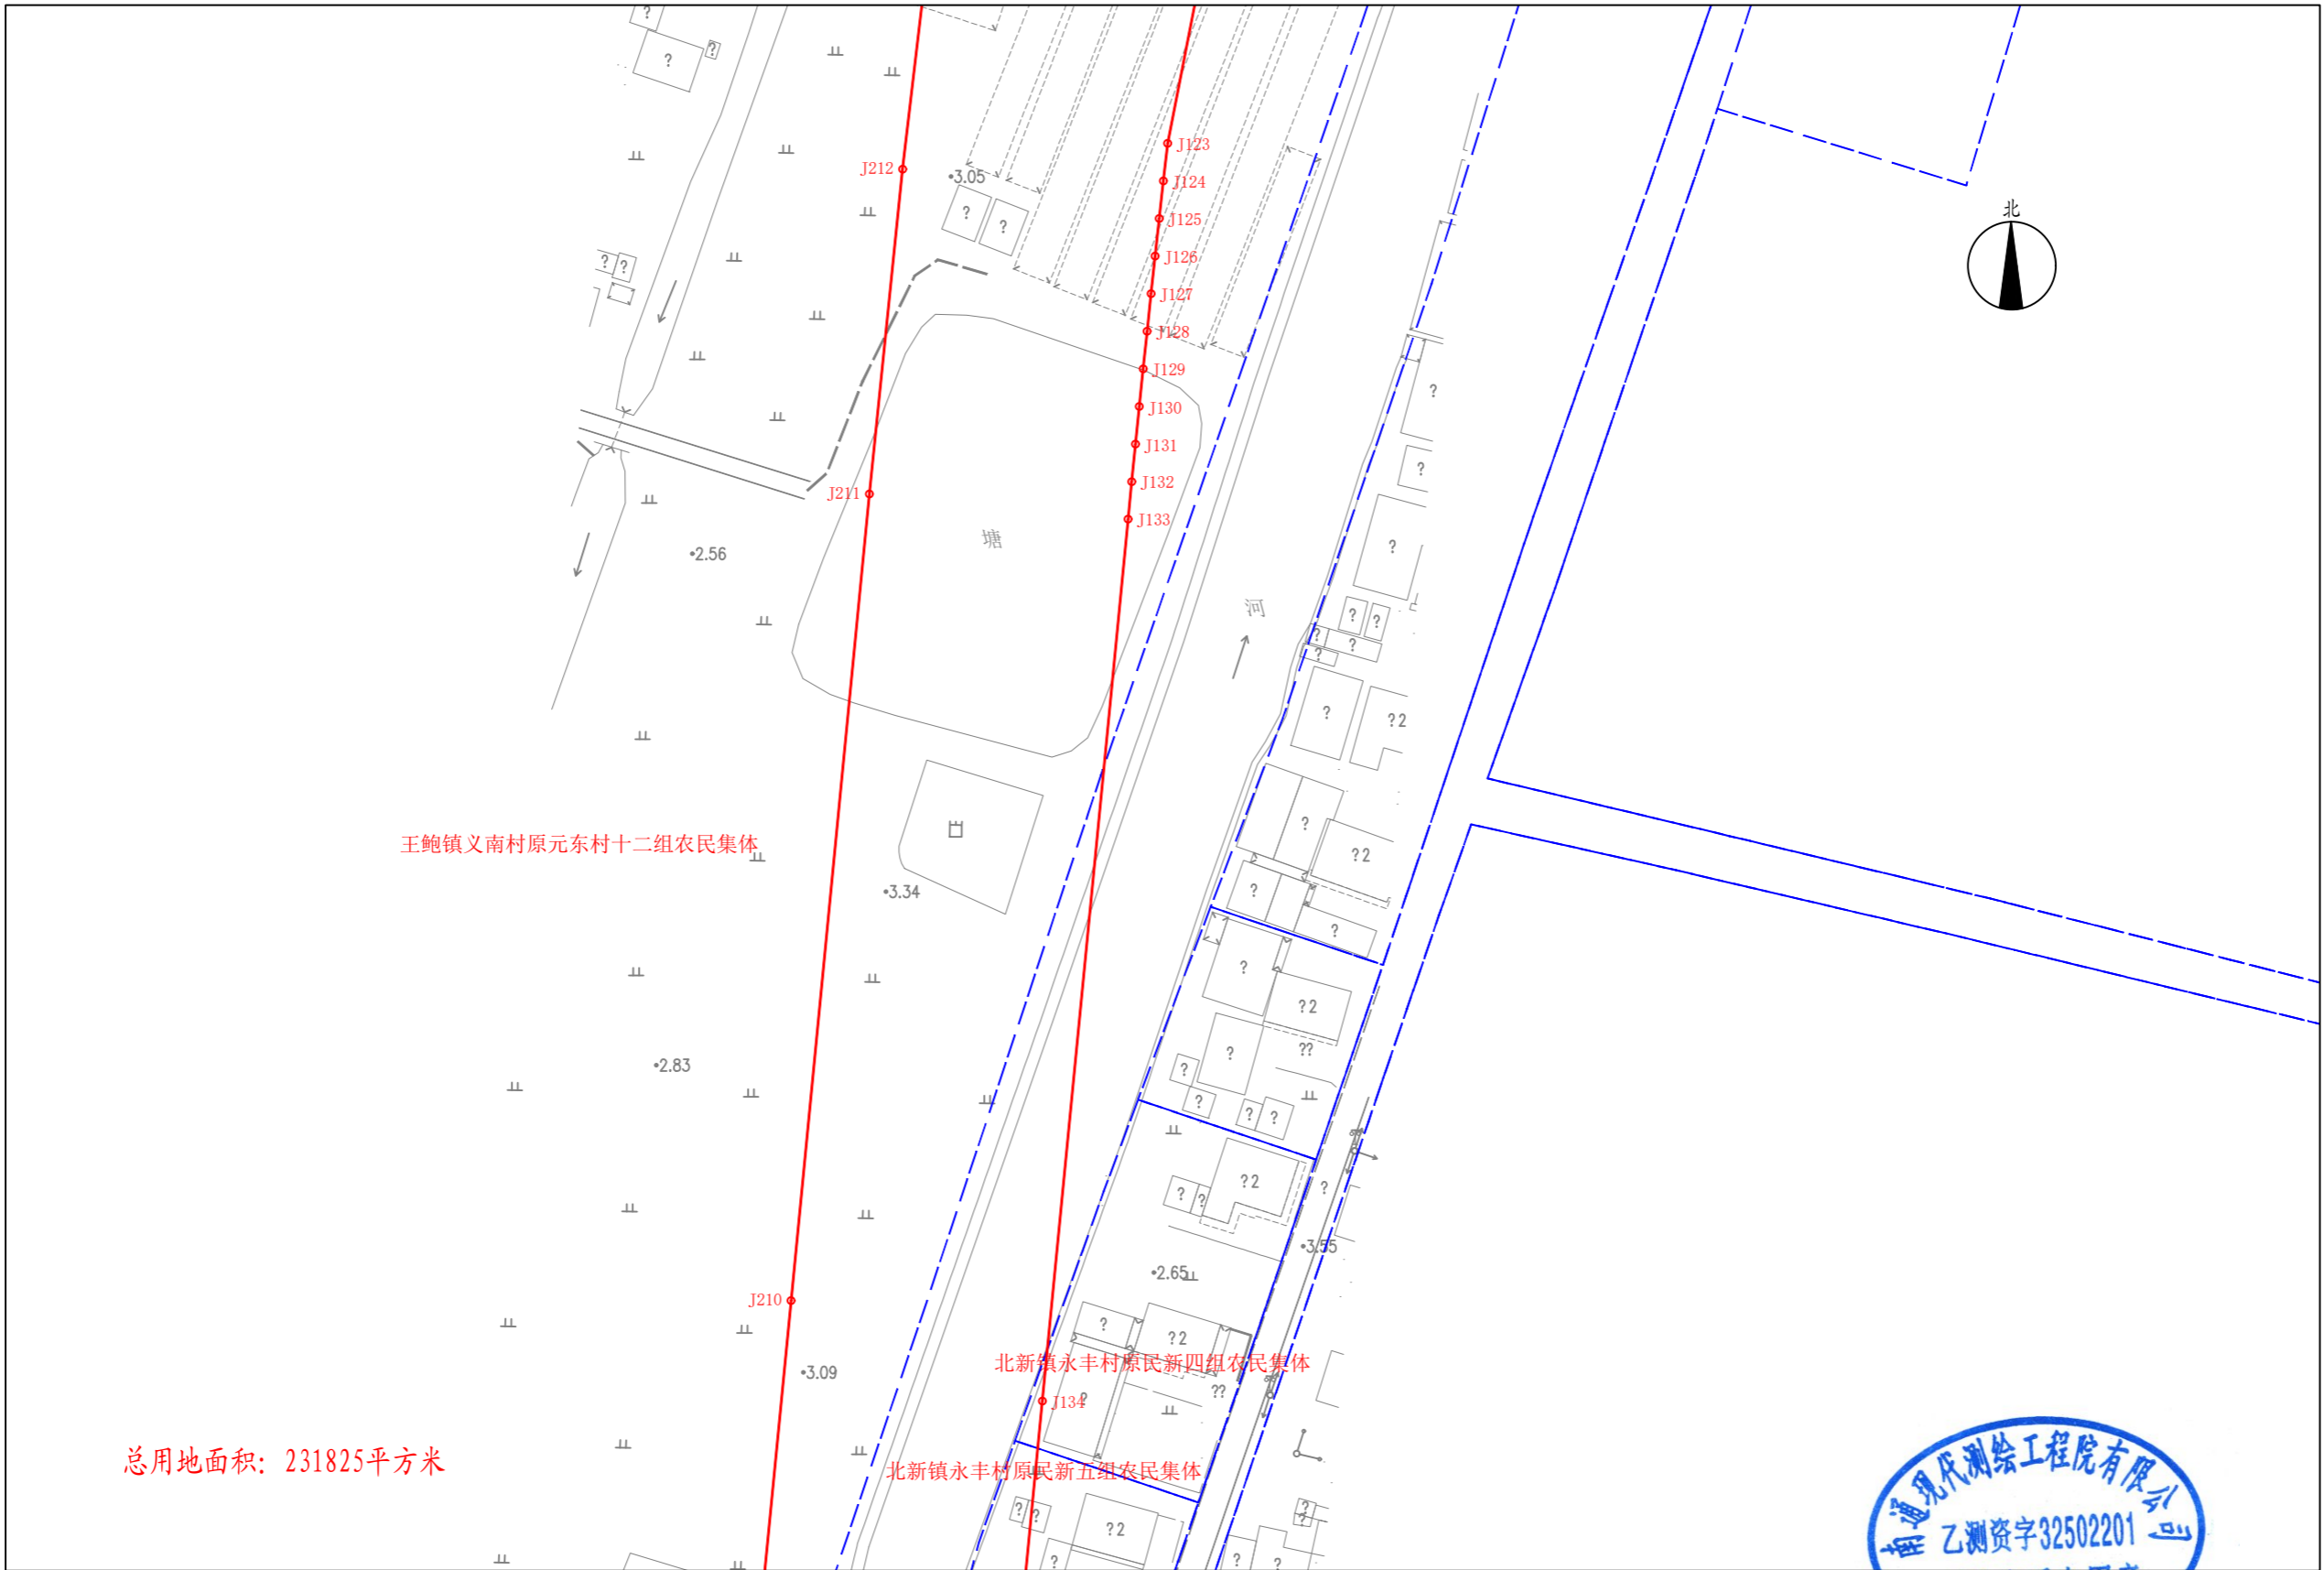 北
J123
J212
3.05
J124
J125
J126
J127
J128
J129
J130
J131
J132
J211
J133
塘
2.56
河
?2
王鲍镇义南村原元东村十二组农民集体
?2
3.34
?2
2.83
??
?2
3.55
2.65
J210
?2
北新镇永丰村原民新四组农民集体
3.09
??
J134
总用地面积：231825平方米
北新镇永丰村原民新五组农民集体
?2
南通现代测绘工程院有限公司
乙测资字32502201